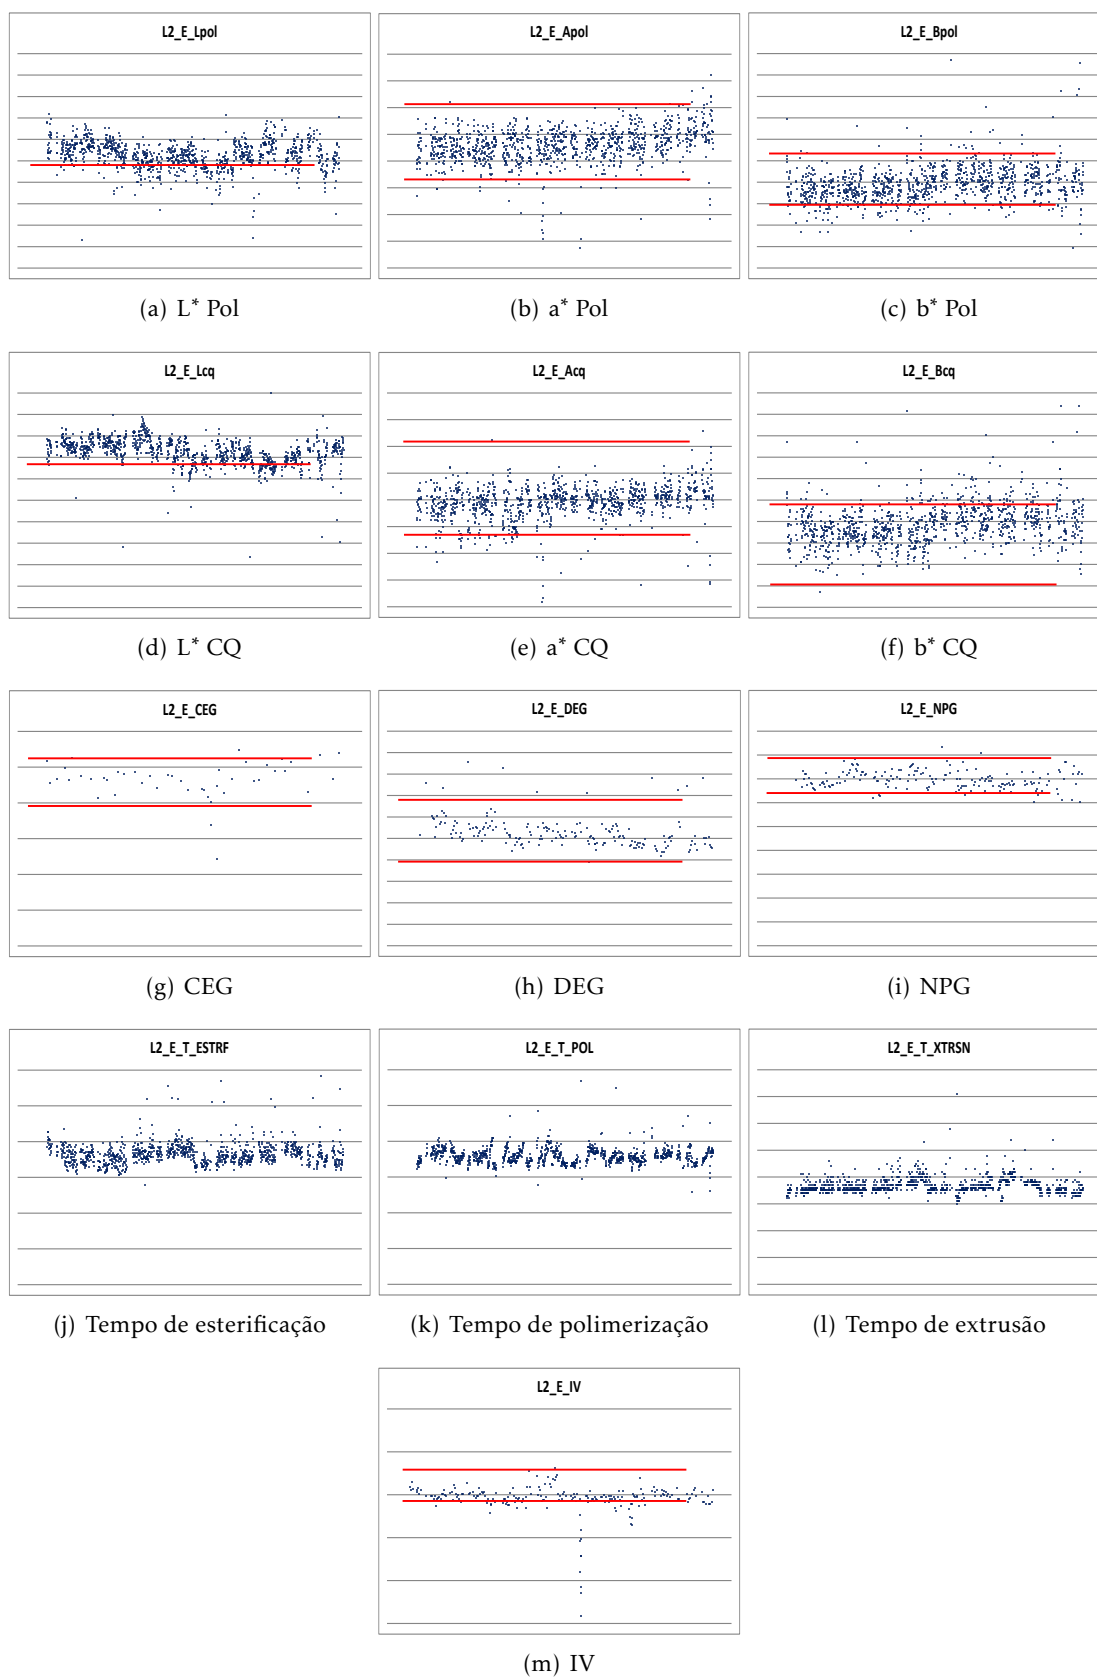 L2_E_Lpol
L2_E_Apol
L2_E_Bpol
(a) L* Pol
(b) a* Pol
(c) b* Pol
L2_E_Lcq
L2_E_Acq
L2_E_Bcq
(d) L* CQ
(e) a* CQ
(f) b* CQ
L2_E_CEG
L2_E_DEG
L2_E_NPG
(g) CEG
(h) DEG
(i) NPG
L2_E_T_ESTRF
L2_E_T_POL
L2_E_T_XTRSN
(j) Tempo de esterificação
(k) Tempo de polimerização
(l) Tempo de extrusão
L2_E_IV
(m) IV